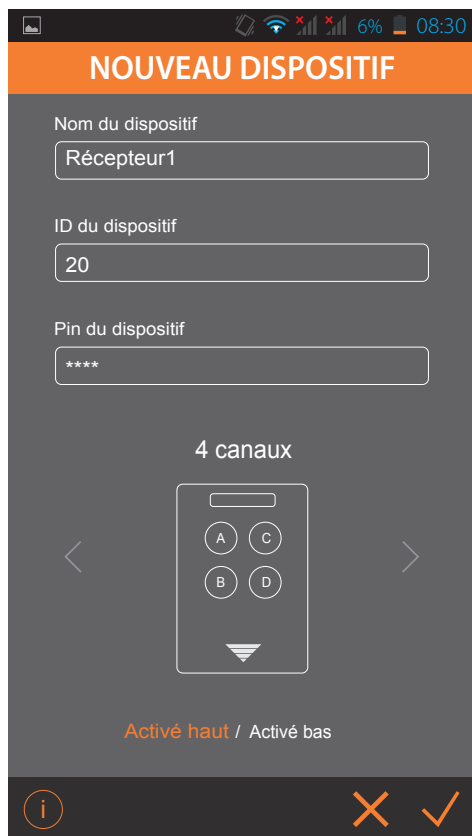 6% 08:30
NOUVEAU DISPOSITIF
Nom du dispositif
Récepteur1
ID du dispositif
20
Pin du dispositif
****
4 canaux
A C
B D
Activé haut / Activé bas
i